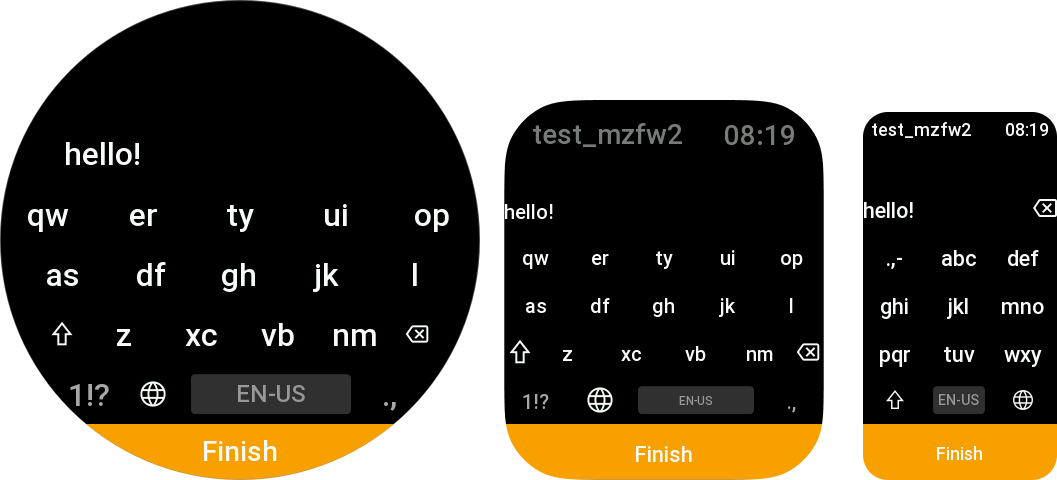 hello!
qw er ty ui op
as df gh jk l
z xc vb nm
1!? EN-US .,
Finish
test_mzfw2 08:19
hello!
qw er ty ui op
as df gh jk l
z xc vb nm
1!? EN-US .,
Finish
test_mzfw2 08:19
hello!
.,- abc def
ghi jkl mno
pqr tuv wxy
EN-US
Finish